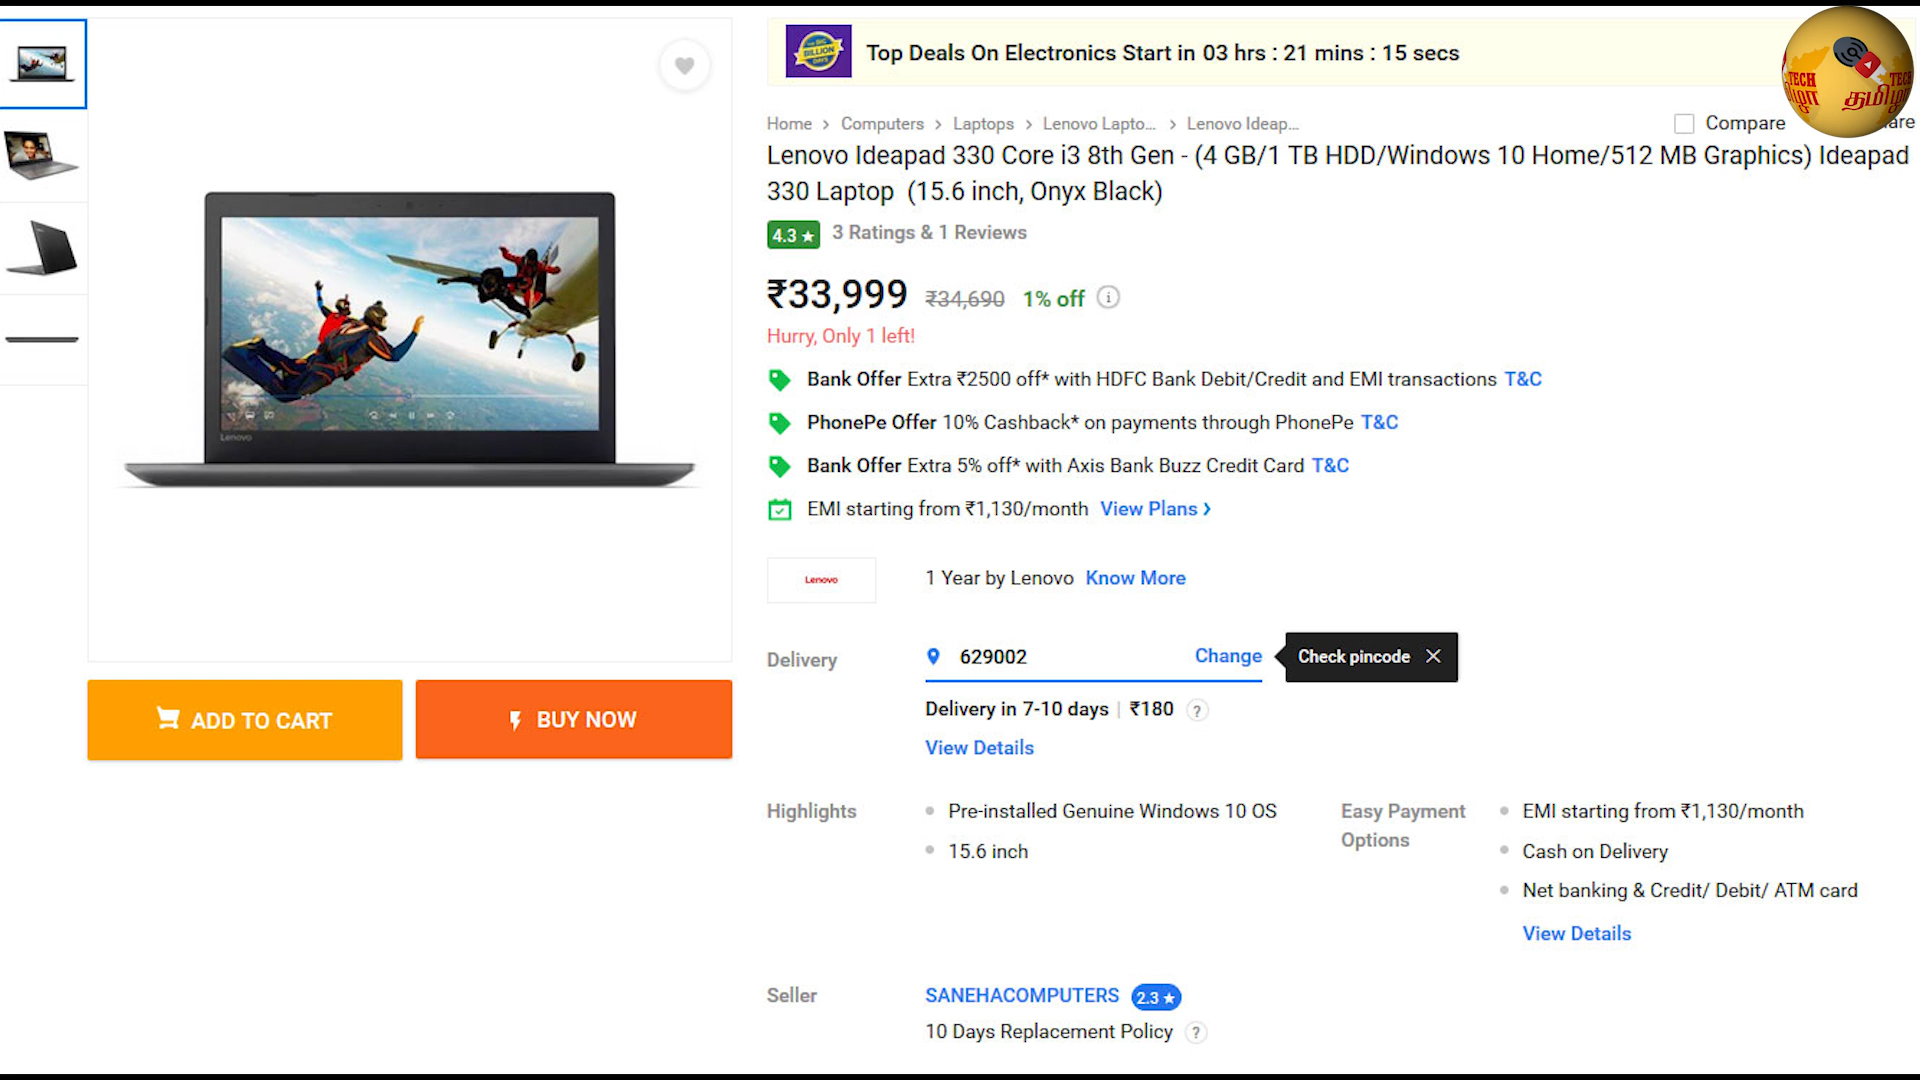 BIG BILLION DAYS
Top Deals On Electronics Start in 03 hrs : 21 mins : 15 secs
TECH
TECH
தமிழா
Home > Computers > Laptops > Lenovo Lapto... > Lenovo Ideap...
Compare
Lenovo Ideapad 330 Core i3 8th Gen - (4 GB/1 TB HDD/Windows 10 Home/512 MB Graphics) Ideapad
330 Laptop (15.6 inch, Onyx Black)
4.3 ★ 3 Ratings & 1 Reviews
₹33,999 ₹34,690 1% off i
Hurry, Only 1 left!
Bank Offer Extra ₹2500 off* with HDFC Bank Debit/Credit and EMI transactions T&C
PhonePe Offer 10% Cashback* on payments through PhonePe T&C
Bank Offer Extra 5% off* with Axis Bank Buzz Credit Card T&C
EMI starting from ₹1,130/month View Plans >
Lenovo
Lenovo 1 Year by Lenovo Know More
Delivery 629002 Change Check pincode
Delivery in 7-10 days | ₹180 ?
View Details
Highlights
Pre-installed Genuine Windows 10 OS
15.6 inch
Easy Payment
Options
EMI starting from ₹1,130/month
Cash on Delivery
Net banking & Credit/ Debit/ ATM card
View Details
ADD TO CART
BUY NOW
Seller SANEHACOMPUTERS 2.3 ★
10 Days Replacement Policy ?